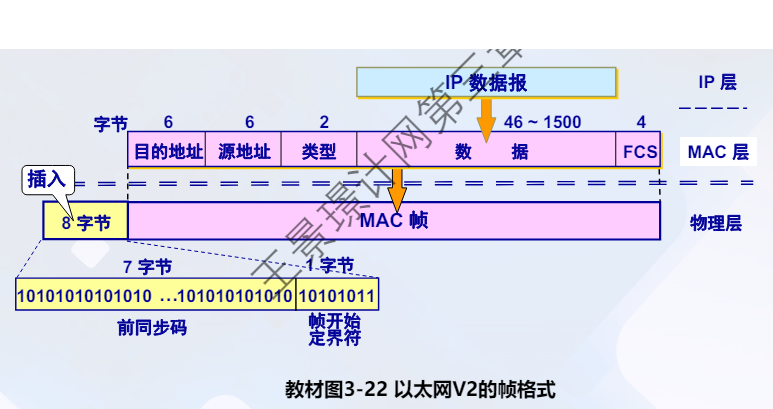 IP 数据报
IP 层
字节 6 6 2 46 ~ 1500 4
目的地址 源地址 类型 数 据 FCS
MAC 层
插入
8 字节
MAC 帧
物理层
7 字节 1 字节
10101010101010 …101010101010 10101011
前同步码
帧开始
定界符
王景璟计网第三章
教材图3-22 以太网V2的帧格式